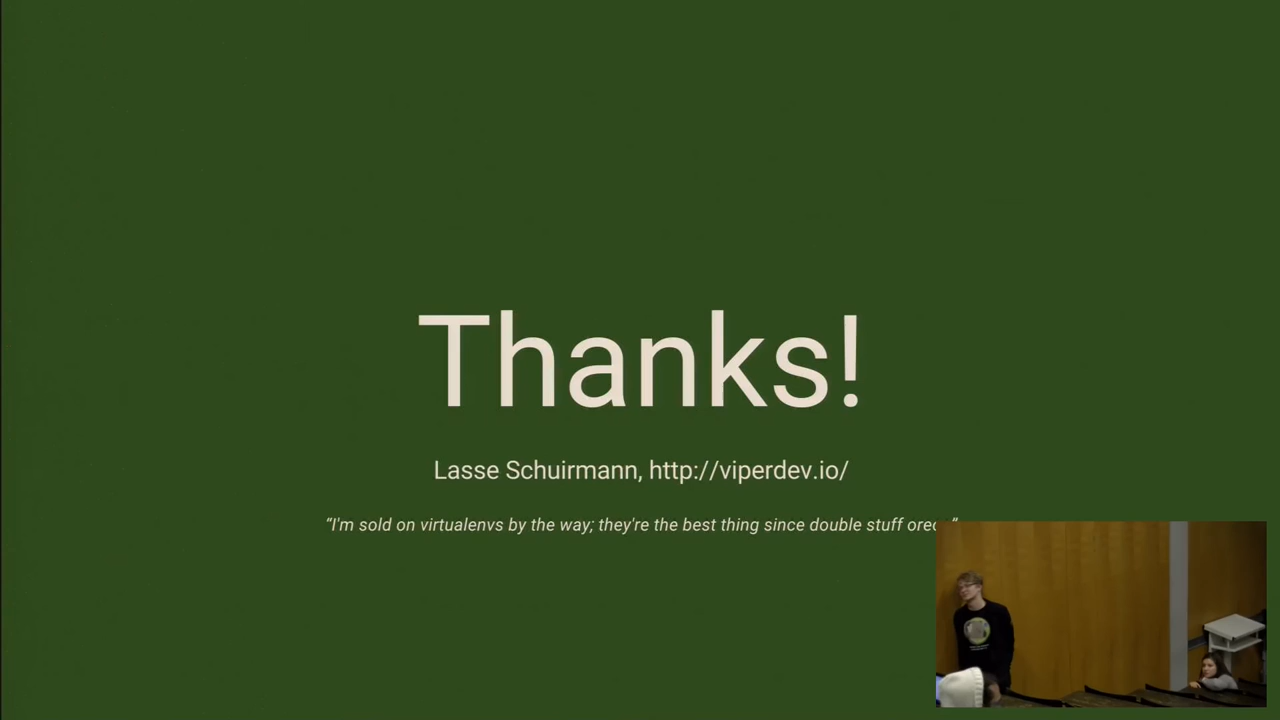 Thanks!
Lasse Schuirmann, http://viperdev.io/
“I'm sold on virtualenvs by the way; they're the best thing since double stuff